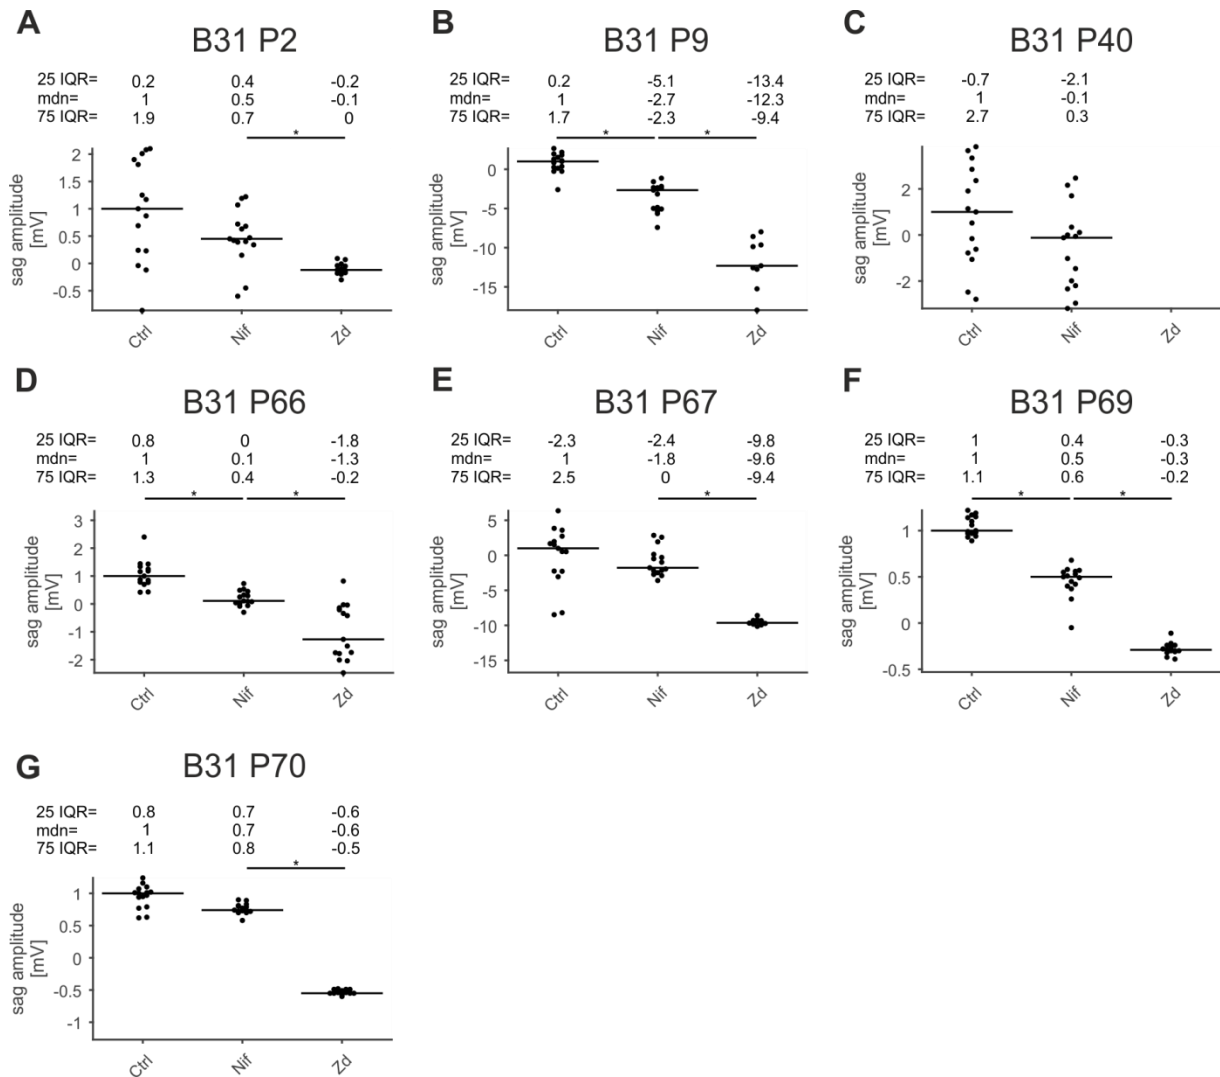 A
B31 P2
25 IQR= 0.2 0.4 -0.2
mdn= 1 0.5 -0.1
75 IQR= 1.9 0.7 0
*
2
1.5
1
0.5
0
-0.5
sag amplitude
[mV]
Ctrl Nif Zd
B
B31 P9
25 IQR= 0.2 -5.1 -13.4
mdn= 1 -2.7 -12.3
75 IQR= 1.7 -2.3 -9.4
* *
0
-5
-10
-15
sag amplitude
[mV]
Ctrl Nif Zd
C
B31 P40
25 IQR= -0.7 -2.1
mdn= 1 -0.1
75 IQR= 2.7 0.3
2
0
-2
sag amplitude
[mV]
Ctrl Nif Zd
D
B31 P66
25 IQR= 0.8 0 -1.8
mdn= 1 0.1 -1.3
75 IQR= 1.3 0.4 -0.2
* *
3
2
1
0
-1
-2
sag amplitude
[mV]
Ctrl Nif Zd
E
B31 P67
25 IQR= -2.3 -2.4 -9.8
mdn= 1 -1.8 -9.6
75 IQR= 2.5 0 -9.4
*
5
0
-5
-10
-15
sag amplitude
[mV]
Ctrl Nif Zd
F
B31 P69
25 IQR= 1 0.4 -0.3
mdn= 1 0.5 -0.3
75 IQR= 1.1 0.6 -0.2
* *
1
0.5
0
-0.5
sag amplitude
[mV]
Ctrl Nif Zd
G
B31 P70
25 IQR= 0.8 0.7 -0.6
mdn= 1 0.7 -0.6
75 IQR= 1.1 0.8 -0.5
*
1
0.5
0
-0.5
-1
sag amplitude
[mV]
Ctrl Nif Zd